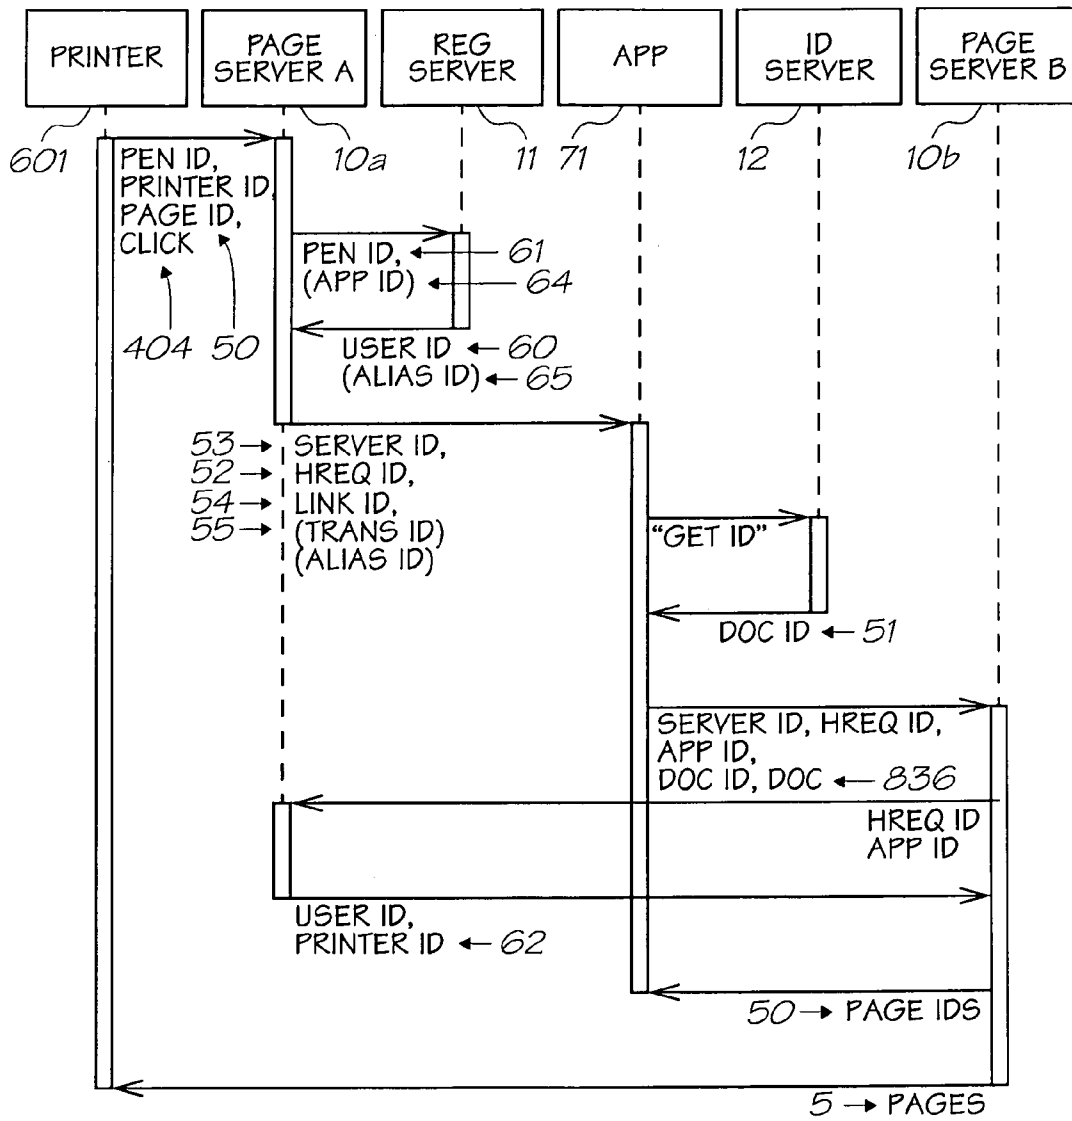 PRINTER
PAGE
SERVER A
REG
SERVER
APP
ID
SERVER
PAGE
SERVER B
601
10a
11
71
12
10b
PEN ID,
PRINTER ID,
PAGE ID,
CLICK
404
50
PEN ID,
61
(APP ID)
64
USER ID
60
(ALIAS ID)
65
53
SERVER ID,
52
HREQ ID,
54
LINK ID,
55
(TRANS ID)
(ALIAS ID)
"GET ID"
DOC ID
51
SERVER ID, HREQ ID,
APP ID,
DOC ID, DOC
836
HREQ ID
APP ID
USER ID,
PRINTER ID
62
50
PAGE IDS
5
PAGES